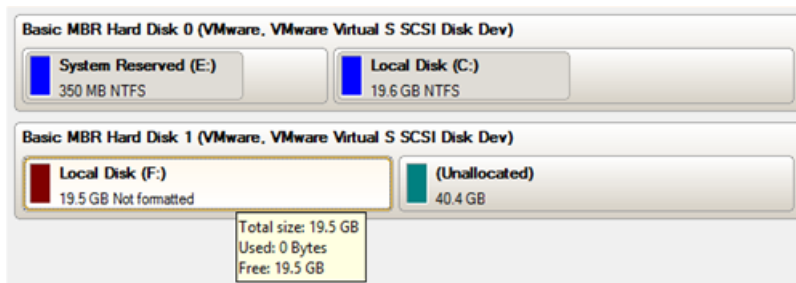 Basic MBR Hard Disk 0 (VMware, VMware Virtual S SCSI Disk Dev)
System Reserved (E:)
350 MB NTFS
Local Disk (C:)
19.6 GB NTFS
Basic MBR Hard Disk 1 (VMware, VMware Virtual S SCSI Disk Dev)
Local Disk (F:)
19.5 GB Not formatted
(Unallocated)
40.4 GB
Total size: 19.5 GB
Used: 0 Bytes
Free: 19.5 GB